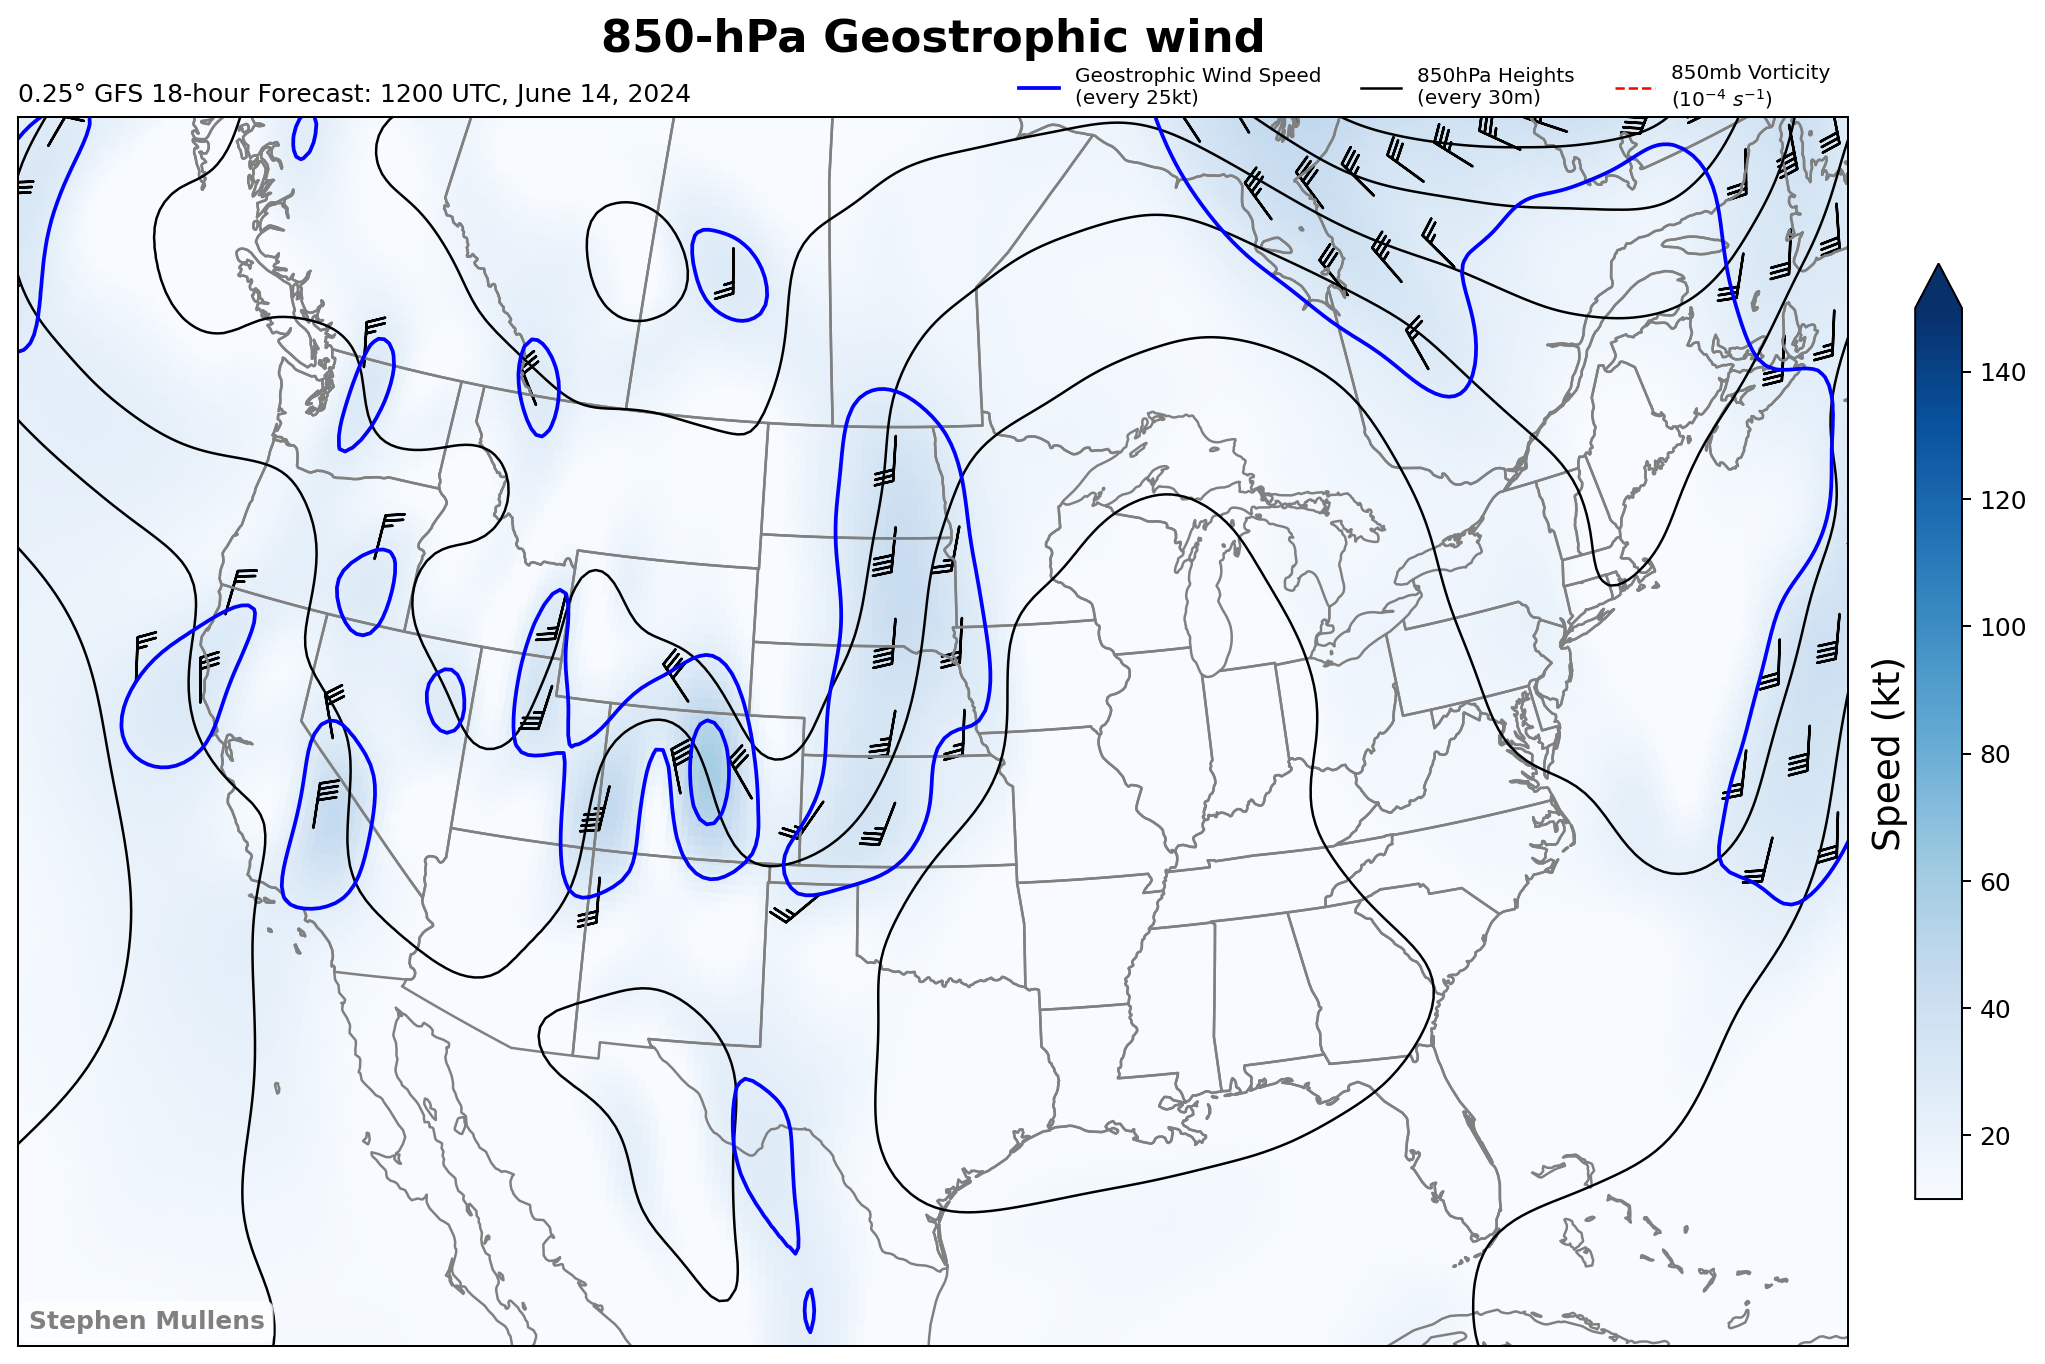 850-hPa Geostrophic wind
0.25° GFS 18-hour Forecast: 1200 UTC, June 14, 2024
Geostrophic Wind Speed
(every 25kt)
850hPa Heights
(every 30m)
850mb Vorticity
(10⁻⁴ s⁻¹)
140
120
100
80
60
40
20
Speed (kt)
Stephen Mullens